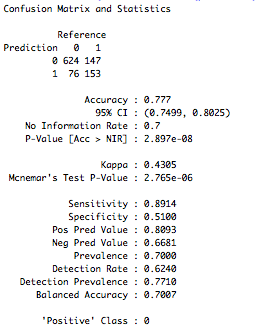 Confusion Matrix and Statistics
Reference
Prediction 0 1
0 624 147
1 76 153
Accuracy : 0.777
95% CI : (0.7499, 0.8025)
No Information Rate : 0.7
P-Value [Acc > NIR] : 2.897e-08
Kappa : 0.4305
Mcnemar's Test P-Value : 2.765e-06
Sensitivity : 0.8914
Specificity : 0.5100
Pos Pred Value : 0.8093
Neg Pred Value : 0.6681
Prevalence : 0.7000
Detection Rate : 0.6240
Detection Prevalence : 0.7710
Balanced Accuracy : 0.7007
'Positive' Class : 0